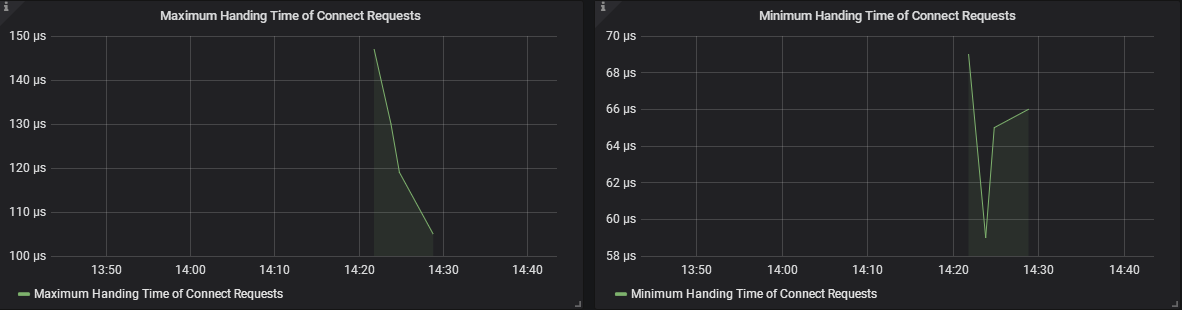 Maximum Handing Time of Connect Requests
150 µs
140 µs
130 µs
120 µs
110 µs
100 µs
13:50 14:00 14:10 14:20 14:30 14:40
Maximum Handing Time of Connect Requests
Minimum Handing Time of Connect Requests
70 µs
68 µs
66 µs
64 µs
62 µs
60 µs
58 µs
13:50 14:00 14:10 14:20 14:30 14:40
Minimum Handing Time of Connect Requests